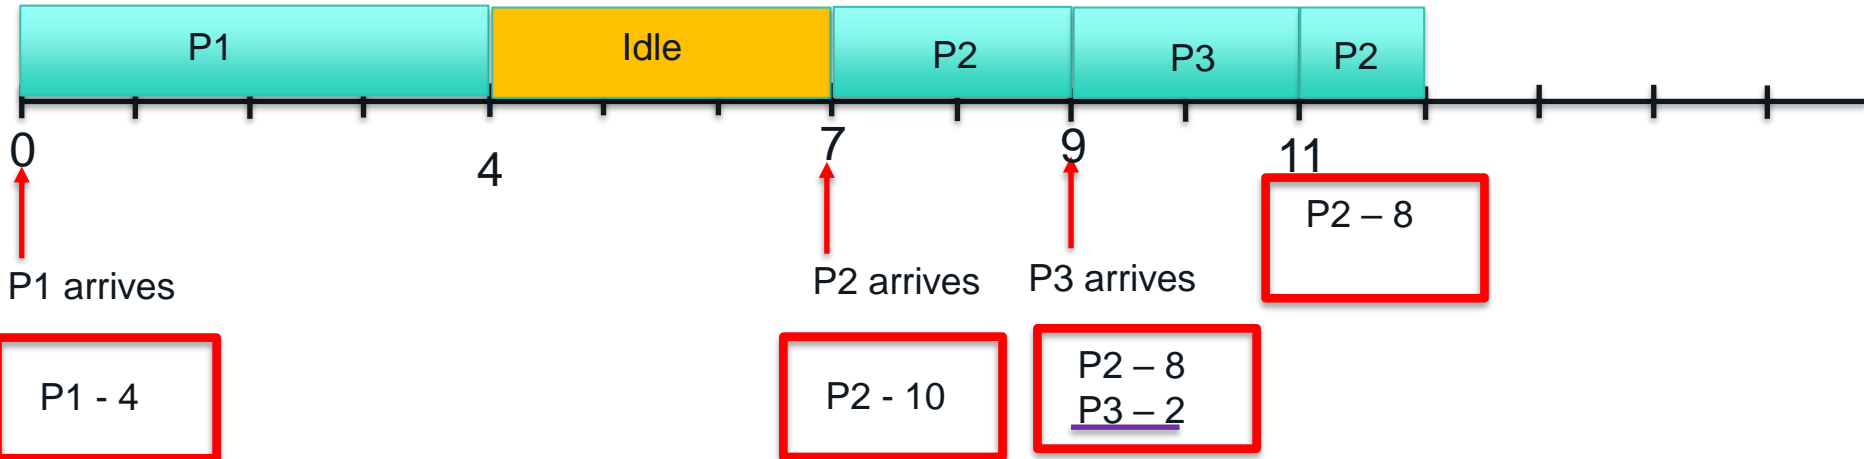 P1
Idle
P2
P3
P2
0
4
7
9
11
P1 arrives
P2 arrives
P3 arrives
P2 – 8
P1 - 4
P2 - 10
P2 – 8
P3 – 2